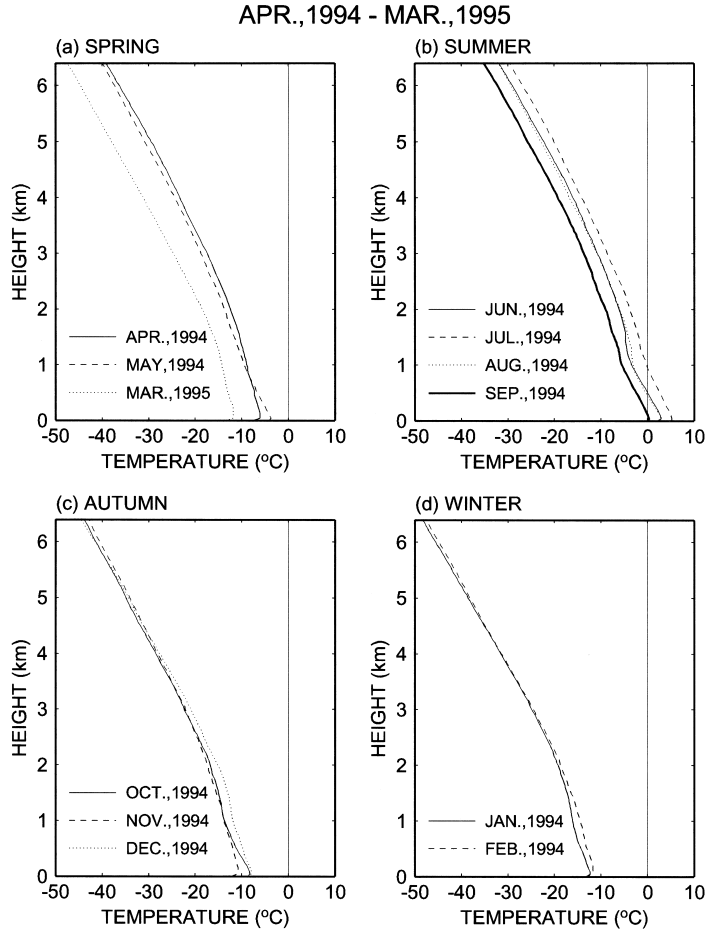 APR.,1994 - MAR.,1995
(a) SPRING
HEIGHT (km)
6
5
4
3
2
1
0
APR.,1994
MAY,1994
MAR.,1995
-50 -40 -30 -20 -10 0 10
TEMPERATURE (ºC)
(b) SUMMER
HEIGHT (km)
6
5
4
3
2
1
0
JUN.,1994
JUL.,1994
AUG.,1994
SEP.,1994
-50 -40 -30 -20 -10 0 10
TEMPERATURE (ºC)
(c) AUTUMN
HEIGHT (km)
6
5
4
3
2
1
0
OCT.,1994
NOV.,1994
DEC.,1994
-50 -40 -30 -20 -10 0 10
TEMPERATURE (ºC)
(d) WINTER
HEIGHT (km)
6
5
4
3
2
1
0
JAN.,1994
FEB.,1994
-50 -40 -30 -20 -10 0 10
TEMPERATURE (ºC)